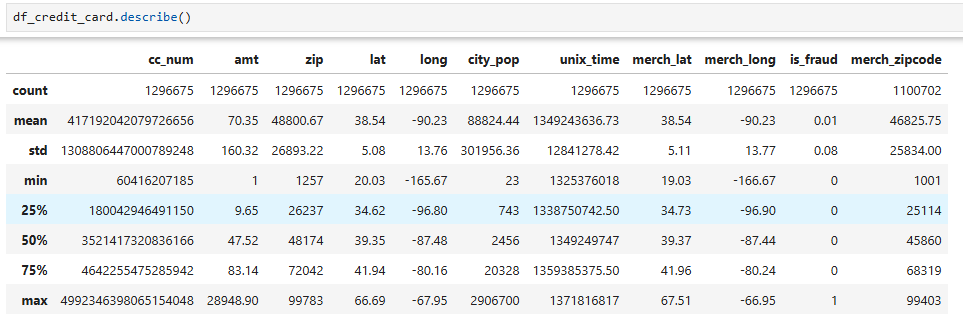 df_credit_card.describe()
cc_num amt zip lat long city_pop unix_time merch_lat merch_long is_fraud merch_zipcode
count 1296675 1296675 1296675 1296675 1296675 1296675 1296675 1296675 1296675 1296675 1100702
mean 417192042079726656 70.35 48800.67 38.54 -90.23 88824.44 1349243636.73 38.54 -90.23 0.01 46825.75
std 1308806447000789248 160.32 26893.22 5.08 13.76 301956.36 12841278.42 5.11 13.77 0.08 25834.00
min 60416207185 1 1257 20.03 -165.67 23 1325376018 19.03 -166.67 0 1001
25% 180042946491150 9.65 26237 34.62 -96.80 743 1338750742.50 34.73 -96.90 0 25114
50% 3521417320836166 47.52 48174 39.35 -87.48 2456 1349249747 39.37 -87.44 0 45860
75% 4642255475285942 83.14 72042 41.94 -80.16 20328 1359385375.50 41.96 -80.24 0 68319
max 4992346398065154048 28948.90 99783 66.69 -67.95 2906700 1371816817 67.51 -66.95 1 99403